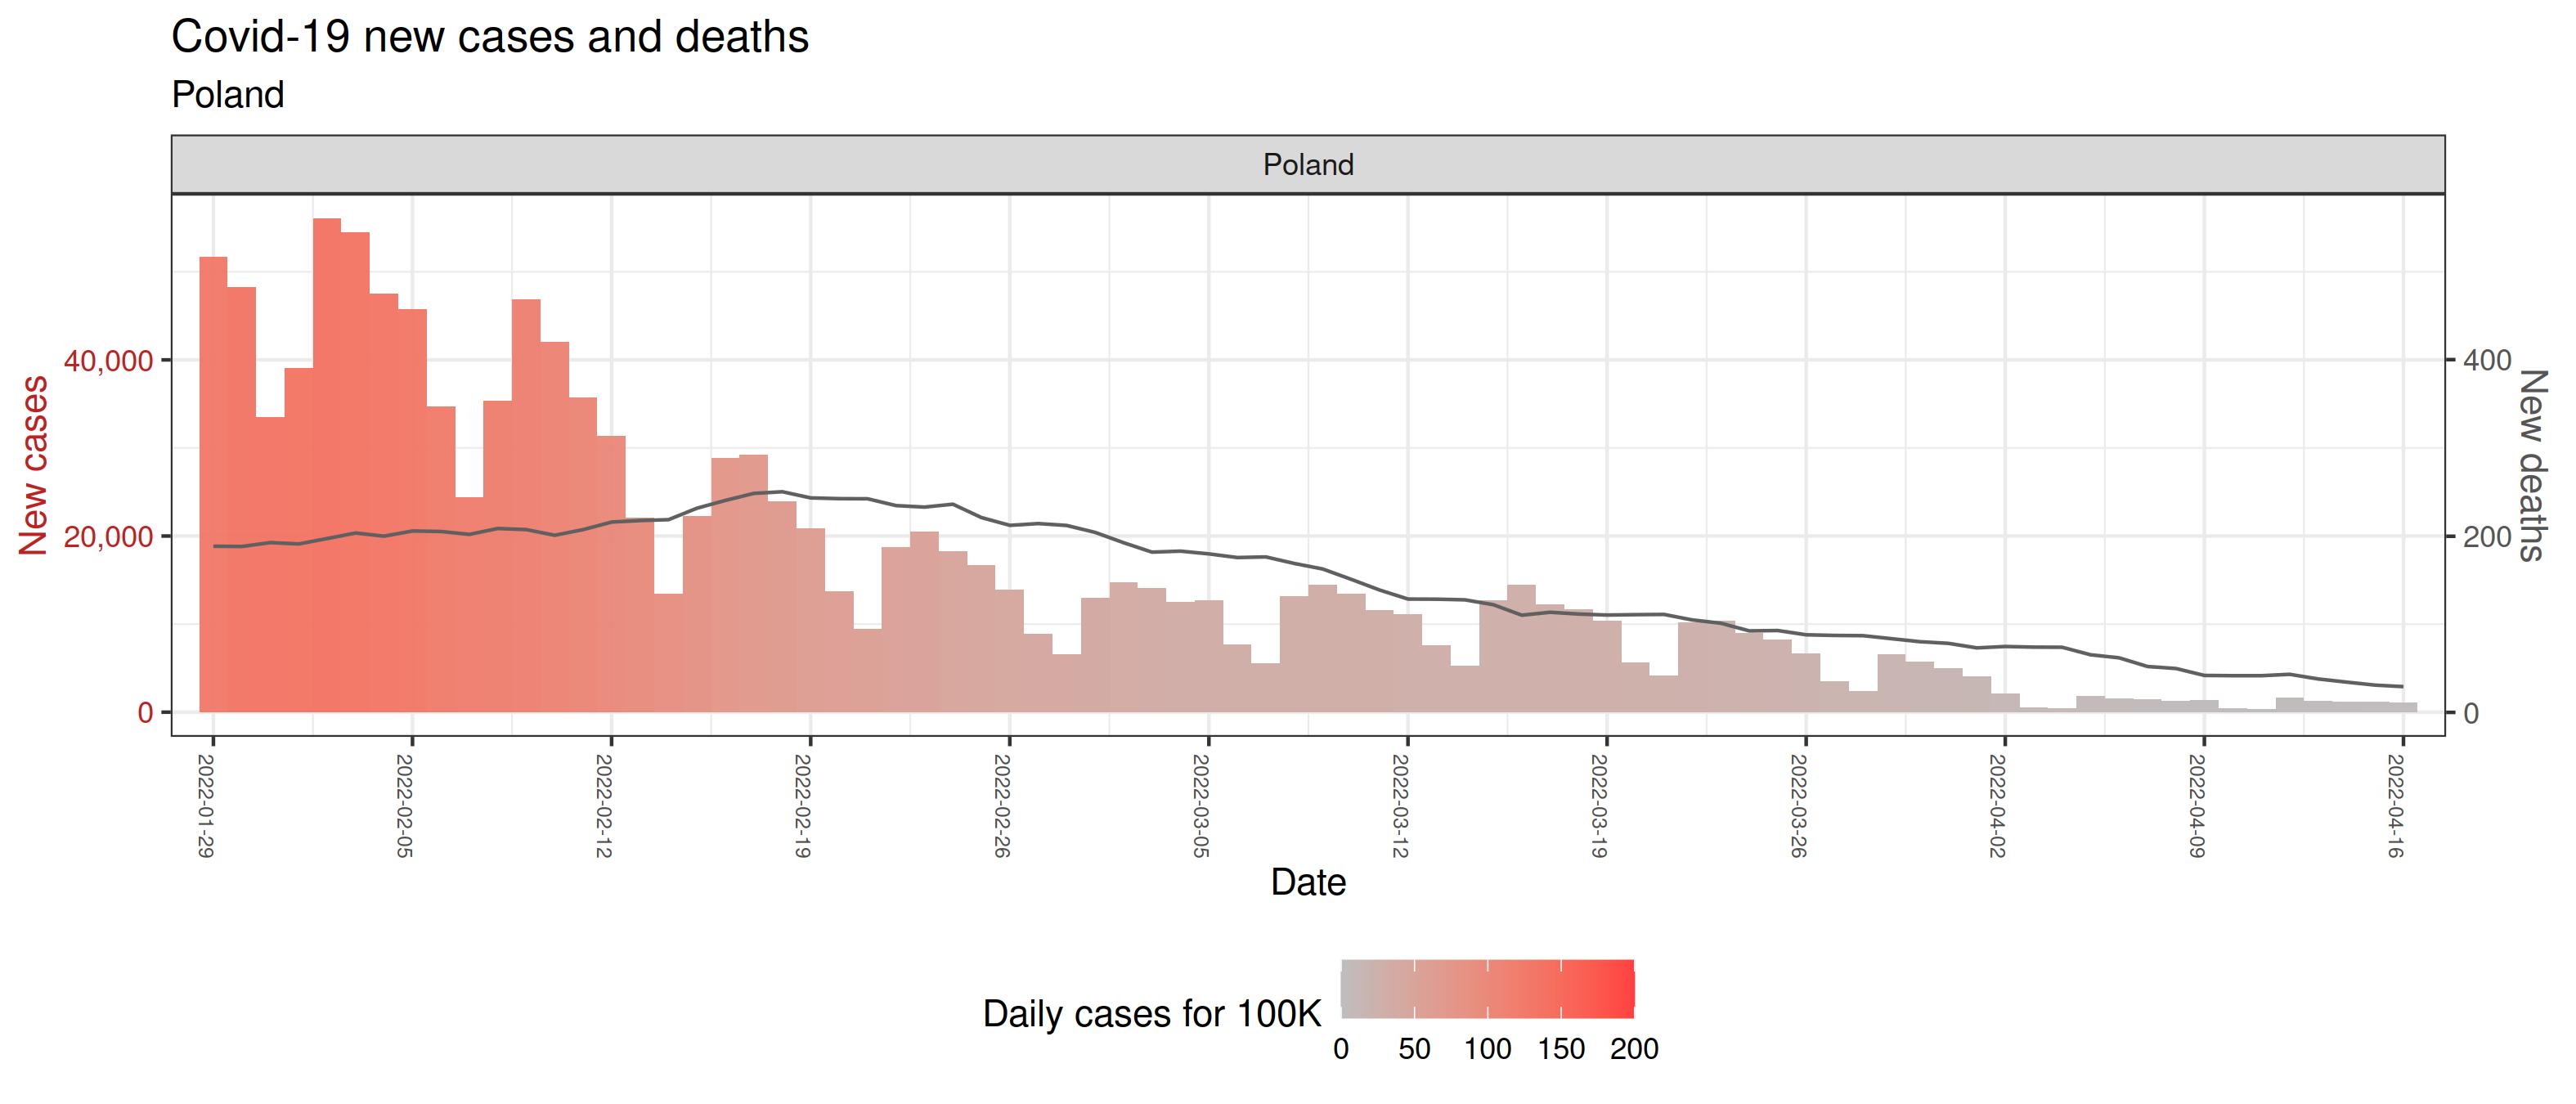 Covid-19 new cases and deaths
Poland
Poland
New cases
40,000
20,000
0
400
200
0
New deaths
2022-01-29
2022-02-05
2022-02-12
2022-02-19
2022-02-26
2022-03-05
2022-03-12
2022-03-19
2022-03-26
2022-04-02
2022-04-09
2022-04-16
Date
Daily cases for 100K
0 50 100 150 200